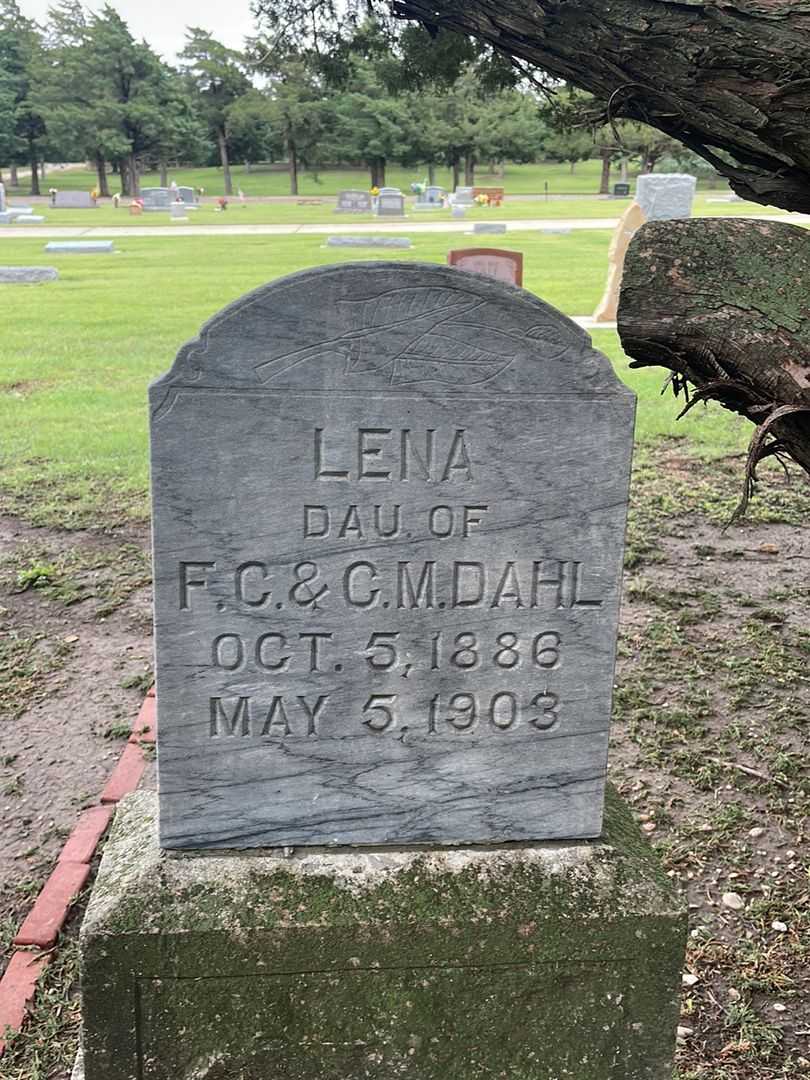 LENA
DAU. OF
F.C.& C.M.DAHL
OCT. 5, 1886
MAY 5, 1903